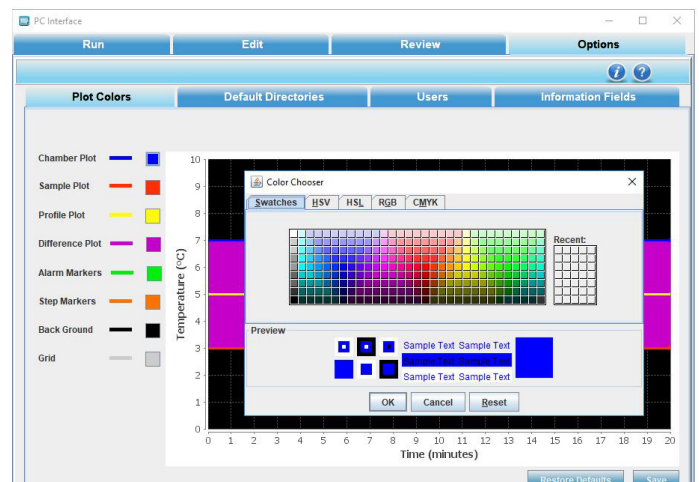 PC Interface
Run Edit Review Options
Plot Colors Default Directories Users Information Fields
Chamber Plot
Sample Plot
Profile Plot
Difference Plot
Alarm Markers
Step Markers
Back Ground
Grid
Temperature (°C)
10
9
8
7
6
5
4
3
2
1
0
0 1 2 3 4 5 6 7 8 9 10 11 12 13 14 15 16 17 18 19 20
Time (minutes)
Color Chooser
Swatches HSV HSL RGB CMYK
Recent:
Preview
Sample Text Sample Text
Sample Text Sample Text
Sample Text Sample Text
OK Cancel Reset
Restore Defaults Save